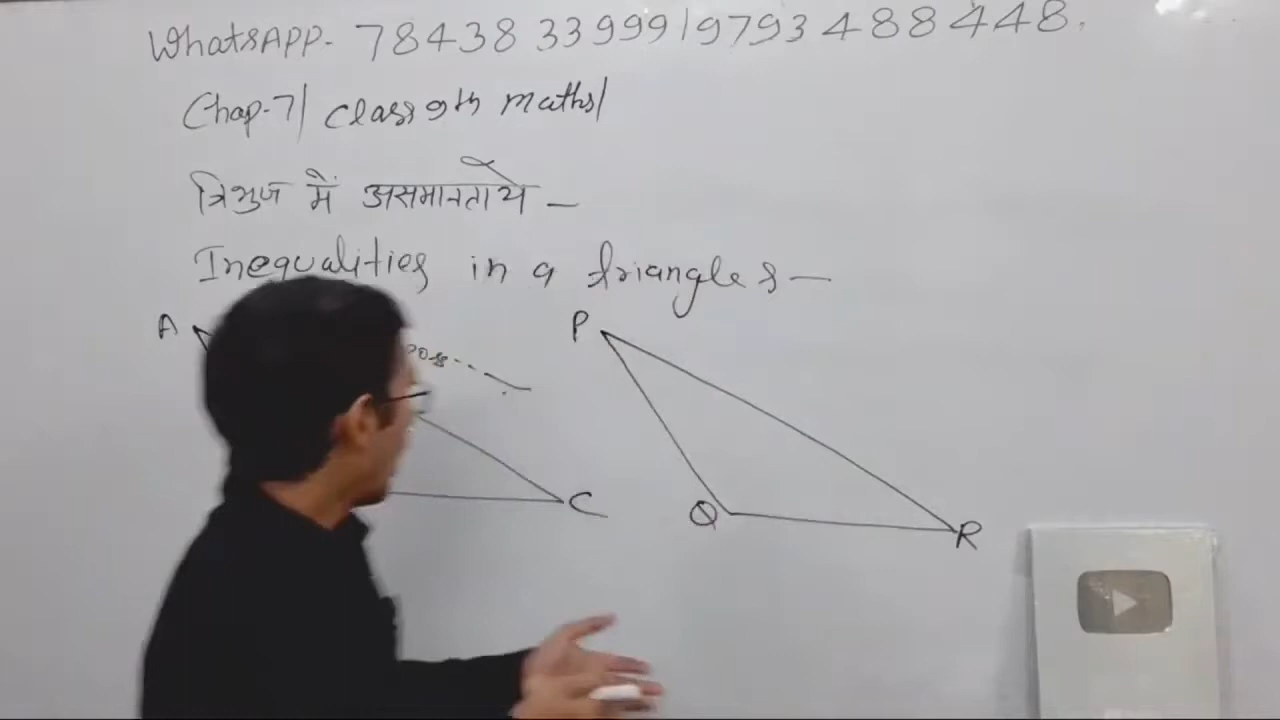 WhatsAPP. 7843833999/9793488448.
Chap-7/ Class 9th maths/
त्रिभुज में असमानतायें -
Inequalities in a triangles -
A
P
C
Q
R